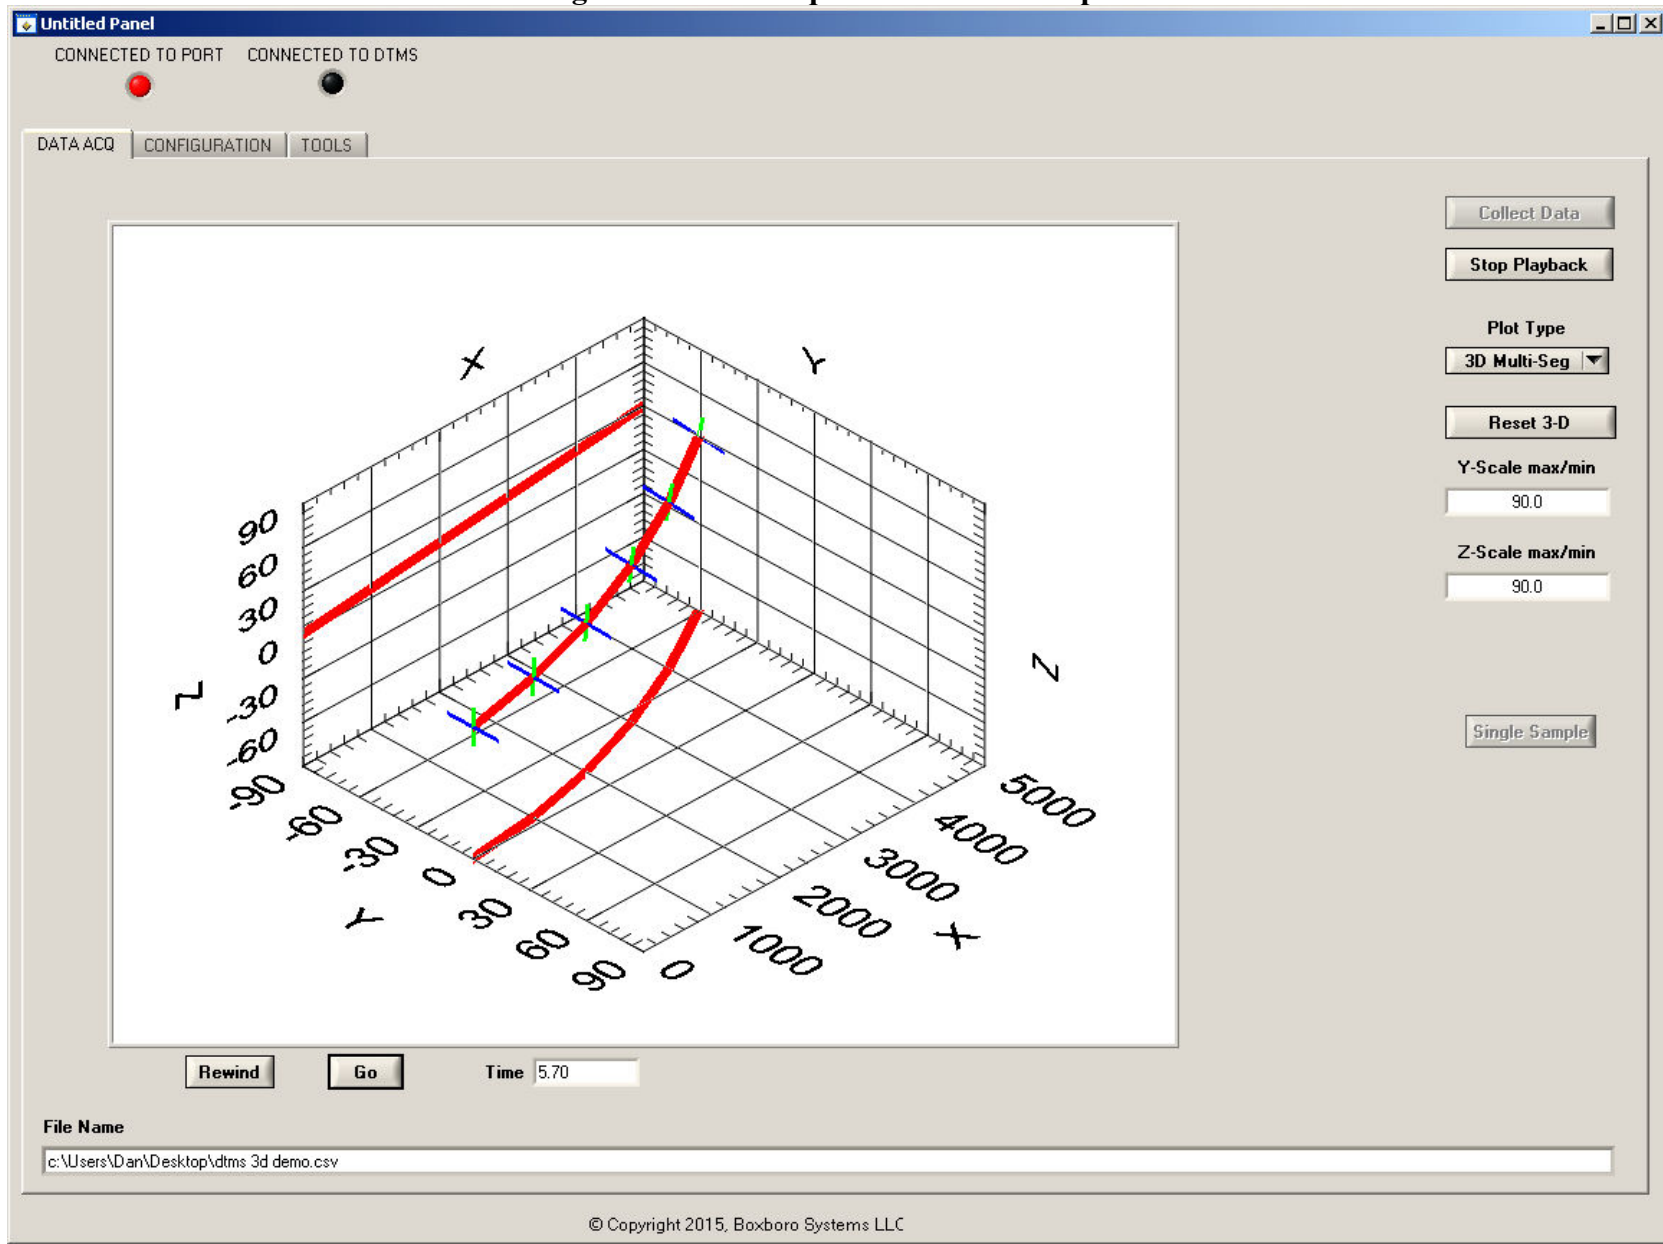 Untitled Panel
CONNECTED TO PORT CONNECTED TO DTMS
DATA ACQ CONFIGURATION TOOLS
Collect Data
Stop Playback
Plot Type
3D Multi-Seg
Reset 3-D
Y-Scale max/min
90.0
Z-Scale max/min
90.0
Single Sample
X Y
90
60
30
0
-30
-60
Z
Z
-90
-60
-30
0
30
60
90
Y
0
1000
2000
3000
4000
5000
X
Rewind Go Time 5.70
File Name
c:\Users\Dan\Desktop\dtms 3d demo.csv
© Copyright 2015, Boxboro Systems LLC